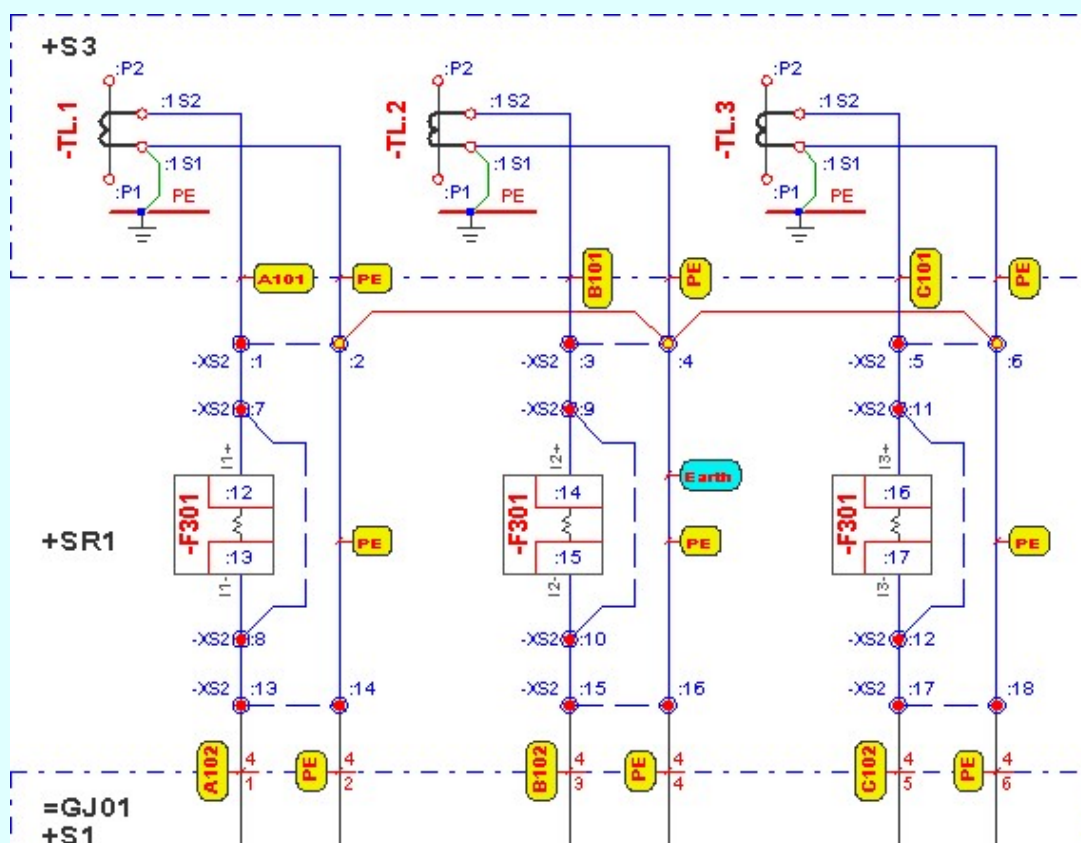 +S3
:P2 :P2 :P2
-TL.1 :1S2 -TL.2 :1S2 -TL.3 :1S2
:1S1 :1S1 :1S1
:P1 PE :P1 PE :P1 PE
A101 PE B101 PE C101 PE
-XS2 :1 :2 -XS2 :3 :4 -XS2 :5 :6
-XS2 :7 -XS2 :9 -XS2 :11
I1+ I2+ I3+
Earth
:12 :14 :16
-F301 -F301 -F301
+SR1
PE PE PE
:13 :15 :17
I1- I2- I3-
-XS2 :8 -XS2 :10 -XS2 :12
-XS2 :13 :14 -XS2 :15 :16 -XS2 :17 :18
A102 4 PE 4 B102 4 PE 4 C102 4 PE 4
1 2 3 4 5 6
=GJ01
+S1